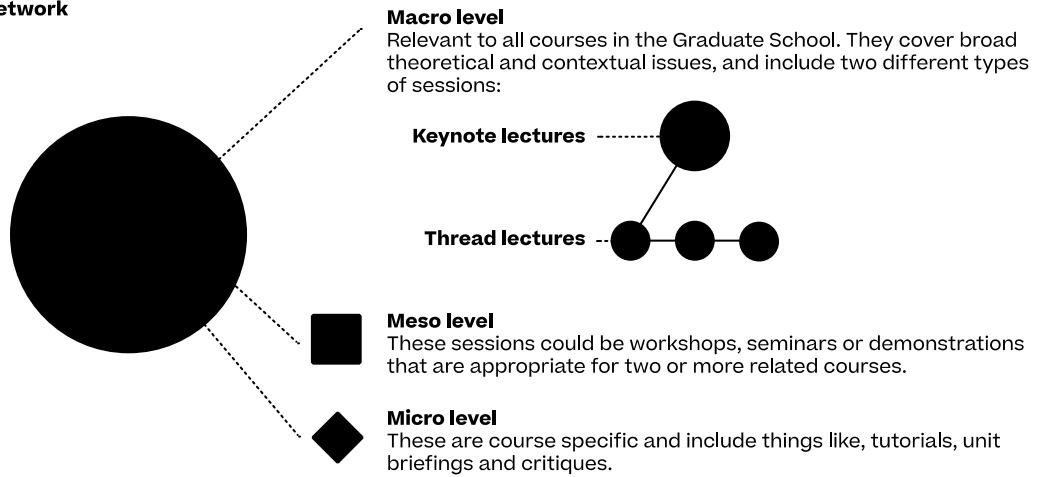 etwork
Macro level
Relevant to all courses in the Graduate School. They cover broad
theoretical and contextual issues, and include two different types
of sessions:
Keynote lectures
Thread lectures
Meso level
These sessions could be workshops, seminars or demonstrations
that are appropriate for two or more related courses.
Micro level
These are course specific and include things like, tutorials, unit
briefings and critiques.